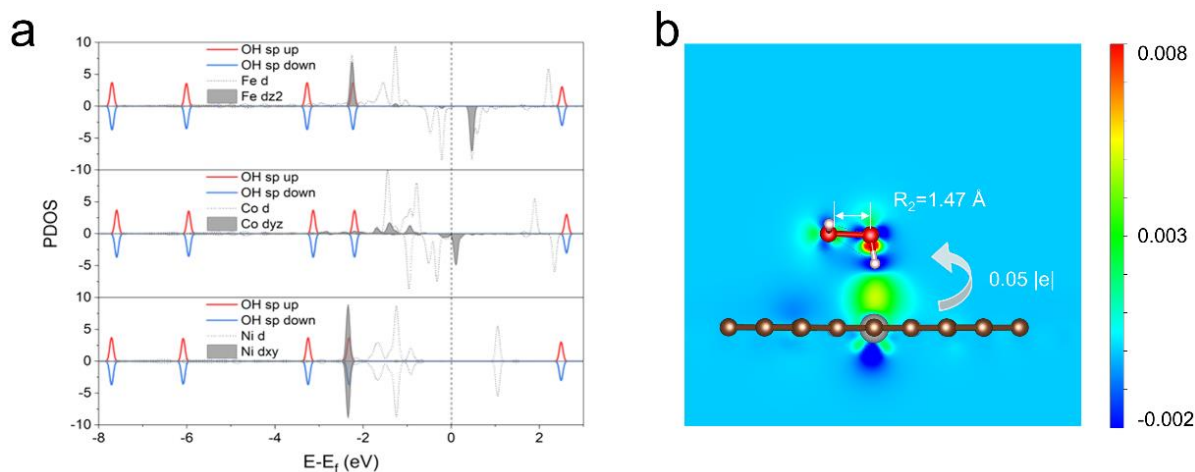 a
b
10
5
0
-5
-10
OH sp up
OH sp down
Fe d
Fe dz2
5
0
-5
-10
OH sp up
OH sp down
Co d
Co dyz
5
0
-5
-10
OH sp up
OH sp down
Ni d
Ni dxy
PDOS
-8 -6 -4 -2 0 2
E-Ef (eV)
R2=1.47 Å
0.05 |e|
0.008
0.003
-0.002